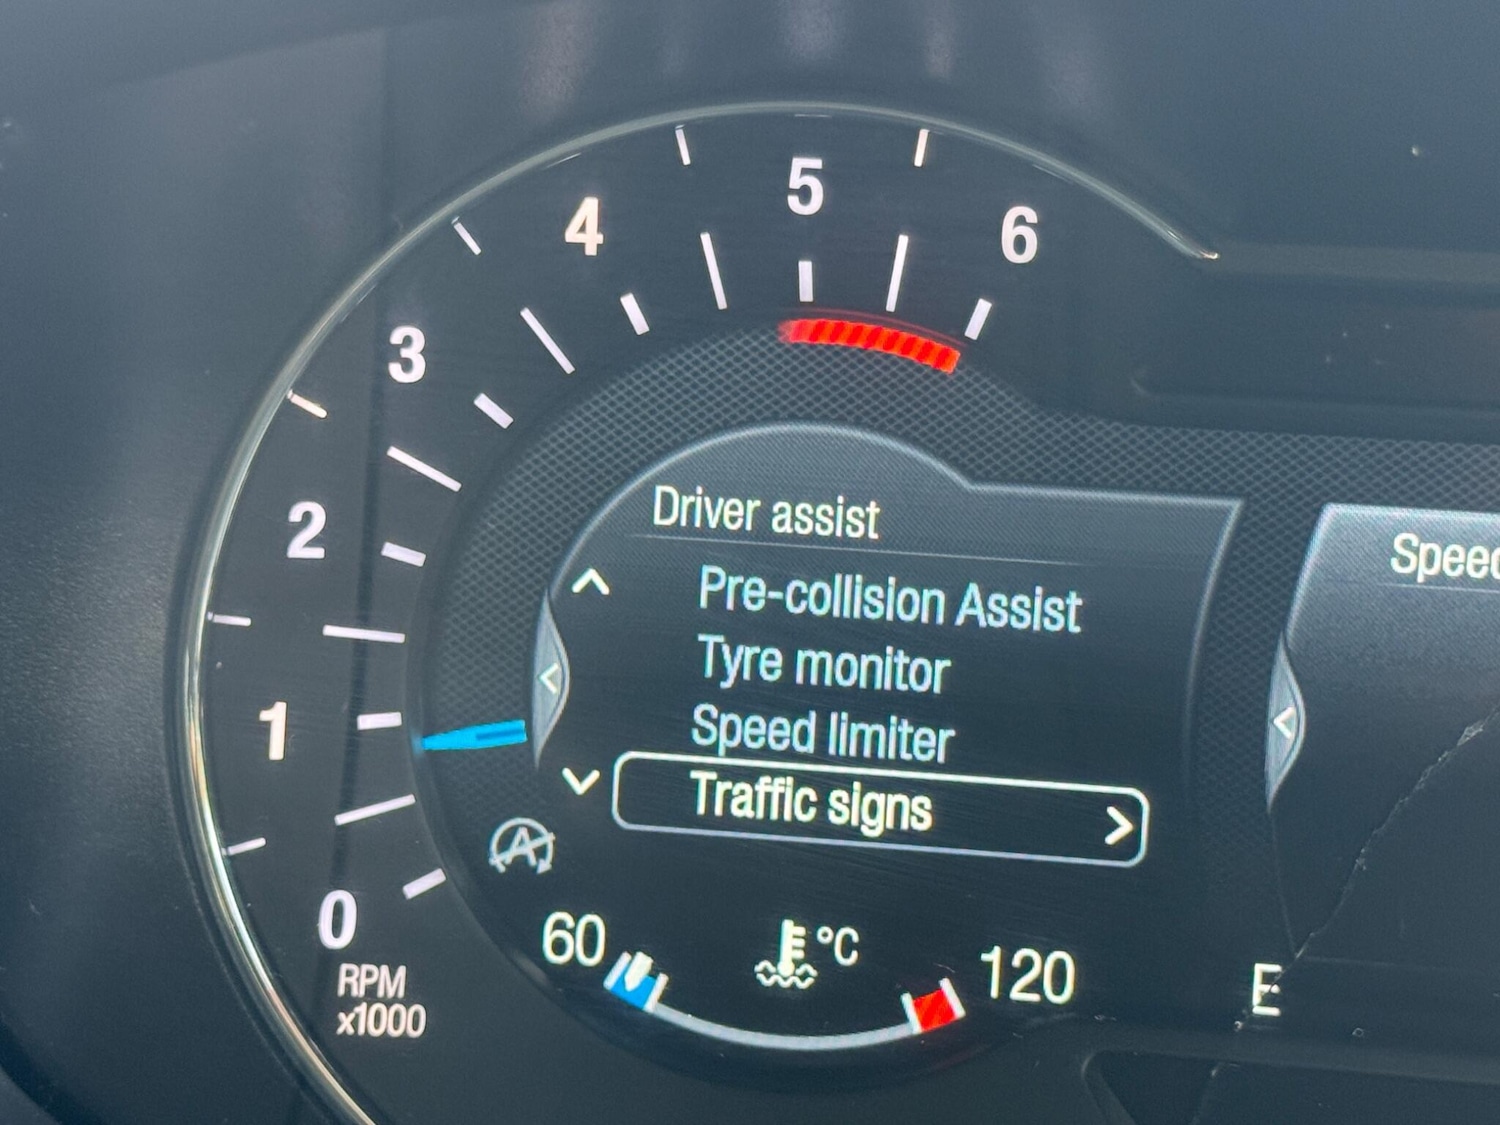 5
4
6
3
2
1
0
RPM
x1000
Driver assist
Pre-collision Assist
Tyre monitor
Speed limiter
Traffic signs
A
60
°C
120
Speed
E